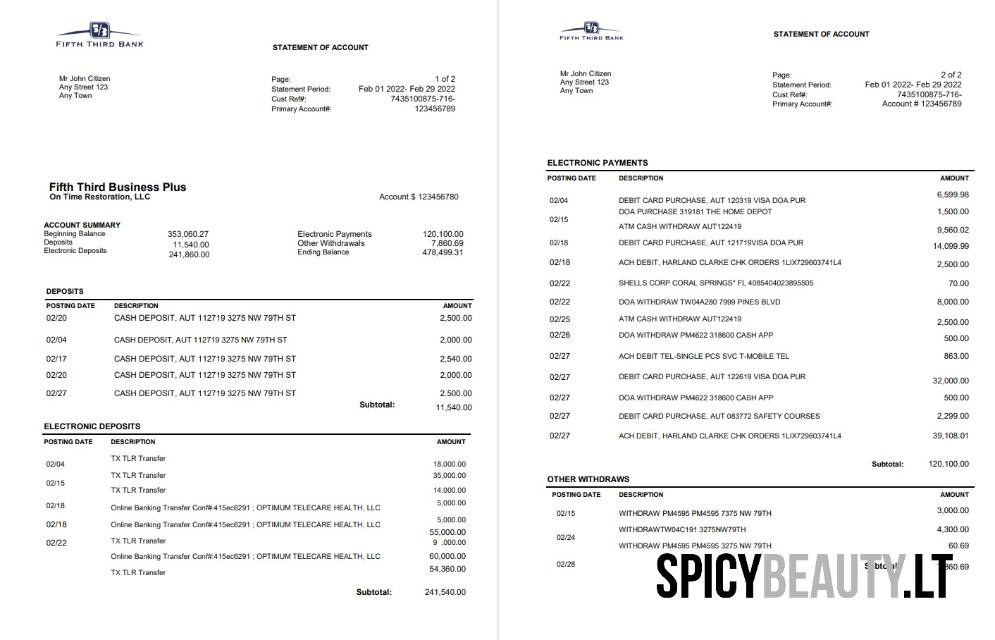 FIFTH THIRD BANK
STATEMENT OF ACCOUNT
Mr John Citizen
Any Street 123
Any Town
Page: 1 of 2
Statement Period: Feb 01 2022- Feb 29 2022
Cust Ref#: 7435100875-716-
Primary Account#: 123456789
Fifth Third Business Plus
On Time Restoration, LLC
Account $ 123456780
ACCOUNT SUMMARY
Beginning Balance 353,060.27 Electronic Payments 120,100.00
Deposits 11,540.00 Other Withdrawals 7,860.69
Electronic Deposits 241,860.00 Ending Balance 478,499.31
DEPOSITS
POSTING DATE DESCRIPTION AMOUNT
02/20 CASH DEPOSIT, AUT 112719 3275 NW 79TH ST 2,500.00
02/04 CASH DEPOSIT, AUT 112719 3275 NW 79TH ST 2,000.00
02/17 CASH DEPOSIT, AUT 112719 3275 NW 79TH ST 2,540.00
02/20 CASH DEPOSIT, AUT 112719 3275 NW 79TH ST 2,000.00
02/27 CASH DEPOSIT, AUT 112719 3275 NW 79TH ST 2.500.00
Subtotal: 11,540.00
ELECTRONIC DEPOSITS
POSTING DATE DESCRIPTION AMOUNT
TX TLR Transfer
02/04 18,000.00
TX TLR Transfer 35,000.00
02/15
TX TLR Transfer 14,000.00
02/18 5,000.00
Online Banking Transfer Conf#:415ec6291 ; OPTIMUM TELECARE HEALTH, LLC
02/18 5,000.00
Online Banking Transfer Conf#:415ec6291 ; OPTIMUM TELECARE HEALTH, LLC
55,000.00
02/22 TX TLR Transfer 9 ,000.00
Online Banking Transfer Conf#:415ec6291 ; OPTIMUM TELECARE HEALTH, LLC 60,000.00
TX TLR Transfer 54,360.00
Subtotal: 241,540.00
FIFTH THIRD BANK
STATEMENT OF ACCOUNT
Mr John Citizen
Any Street 123
Any Town
Page: 2 of 2
Statement Period: Feb 01 2022- Feb 29 2022
Cust Ref#: 7435100875-716-
Primary Account#: Account # 123456789
ELECTRONIC PAYMENTS
POSTING DATE DESCRIPTION AMOUNT
02/04 DEBIT CARD PURCHASE, AUT 120319 VISA DOA PUR 6,599.98
DOA PURCHASE 319181 THE HOME DEPOT 1,500.00
02/15
ATM CASH WITHDRAW AUT122419 9,560.02
02/18 DEBIT CARD PURCHASE, AUT 121719VISA DOA PUR 14,099.99
02/18 ACH DEBIT, HARLAND CLARKE CHK ORDERS 1LIX729603741L4 2,500.00
02/22 SHELLS CORP CORAL SPRINGS* FL 4085404023895505 70.00
02/22 DOA WITHDRAW TW04A280 7999 PINES BLVD 8,000.00
02/25 ATM CASH WITHDRAW AUT122419 2,500.00
02/26 DOA WITHDRAW PM4622 318600 CASH APP 500.00
02/27 ACH DEBIT TEL-SINGLE PCS SVC T-MOBILE TEL 863.00
02/27 DEBIT CARD PURCHASE, AUT 122619 VISA DOA PUR 32,000.00
02/27 DOA WITHDRAW PM4622 318600 CASH APP 500.00
02/27 DEBIT CARD PURCHASE, AUT 083772 SAFETY COURSES 2,299.00
02/27 ACH DEBIT, HARLAND CLARKE CHK ORDERS 1LIX729603741L4 39,108.01
Subtotal: 120,100.00
OTHER WITHDRAWS
POSTING DATE DESCRIPTION AMOUNT
02/15 WITHDRAW PM4595 PM4595 7375 NW 79TH 3,000.00
WITHDRAWTW04C191 3275NW79TH 4,300.00
02/24
WITHDRAW PM4595 PM4595 3275 NW 79TH 60.69
02/28
SPICYBEAUTY.LT